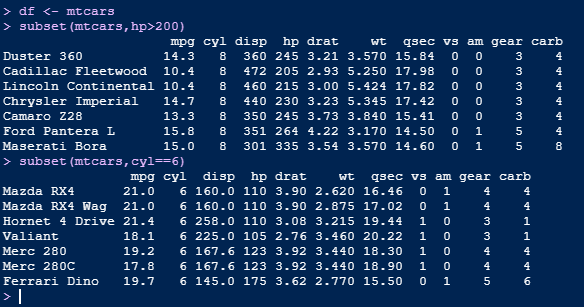 > df <- mtcars
> subset(mtcars,hp>200)
                     mpg cyl disp  hp drat    wt  qsec vs am gear carb
Duster 360          14.3   8  360 245 3.21 3.570 15.84  0  0    3    4
Cadillac Fleetwood  10.4   8  472 205 2.93 5.250 17.98  0  0    3    4
Lincoln Continental 10.4   8  460 215 3.00 5.424 17.82  0  0    3    4
Chrysler Imperial   14.7   8  440 230 3.23 5.345 17.42  0  0    3    4
Camaro Z28          13.3   8  350 245 3.73 3.840 15.41  0  0    3    4
Ford Pantera L      15.8   8  351 264 4.22 3.170 14.50  0  1    5    4
Maserati Bora       15.0   8  301 335 3.54 3.570 14.60  0  1    5    8
> subset(mtcars,cyl==6)
                mpg cyl  disp  hp drat    wt  qsec vs am gear carb
Mazda RX4      21.0   6 160.0 110 3.90 2.620 16.46  0  1    4    4
Mazda RX4 Wag  21.0   6 160.0 110 3.90 2.875 17.02  0  1    4    4
Hornet 4 Drive 21.4   6 258.0 110 3.08 3.215 19.44  1  0    3    1
Valiant        18.1   6 225.0 105 2.76 3.460 20.22  1  0    3    1
Merc 280       19.2   6 167.6 123 3.92 3.440 18.30  1  0    4    4
Merc 280C      17.8   6 167.6 123 3.92 3.440 18.90  1  0    4    4
Ferrari Dino   19.7   6 145.0 175 3.62 2.770 15.50  0  1    5    6
>